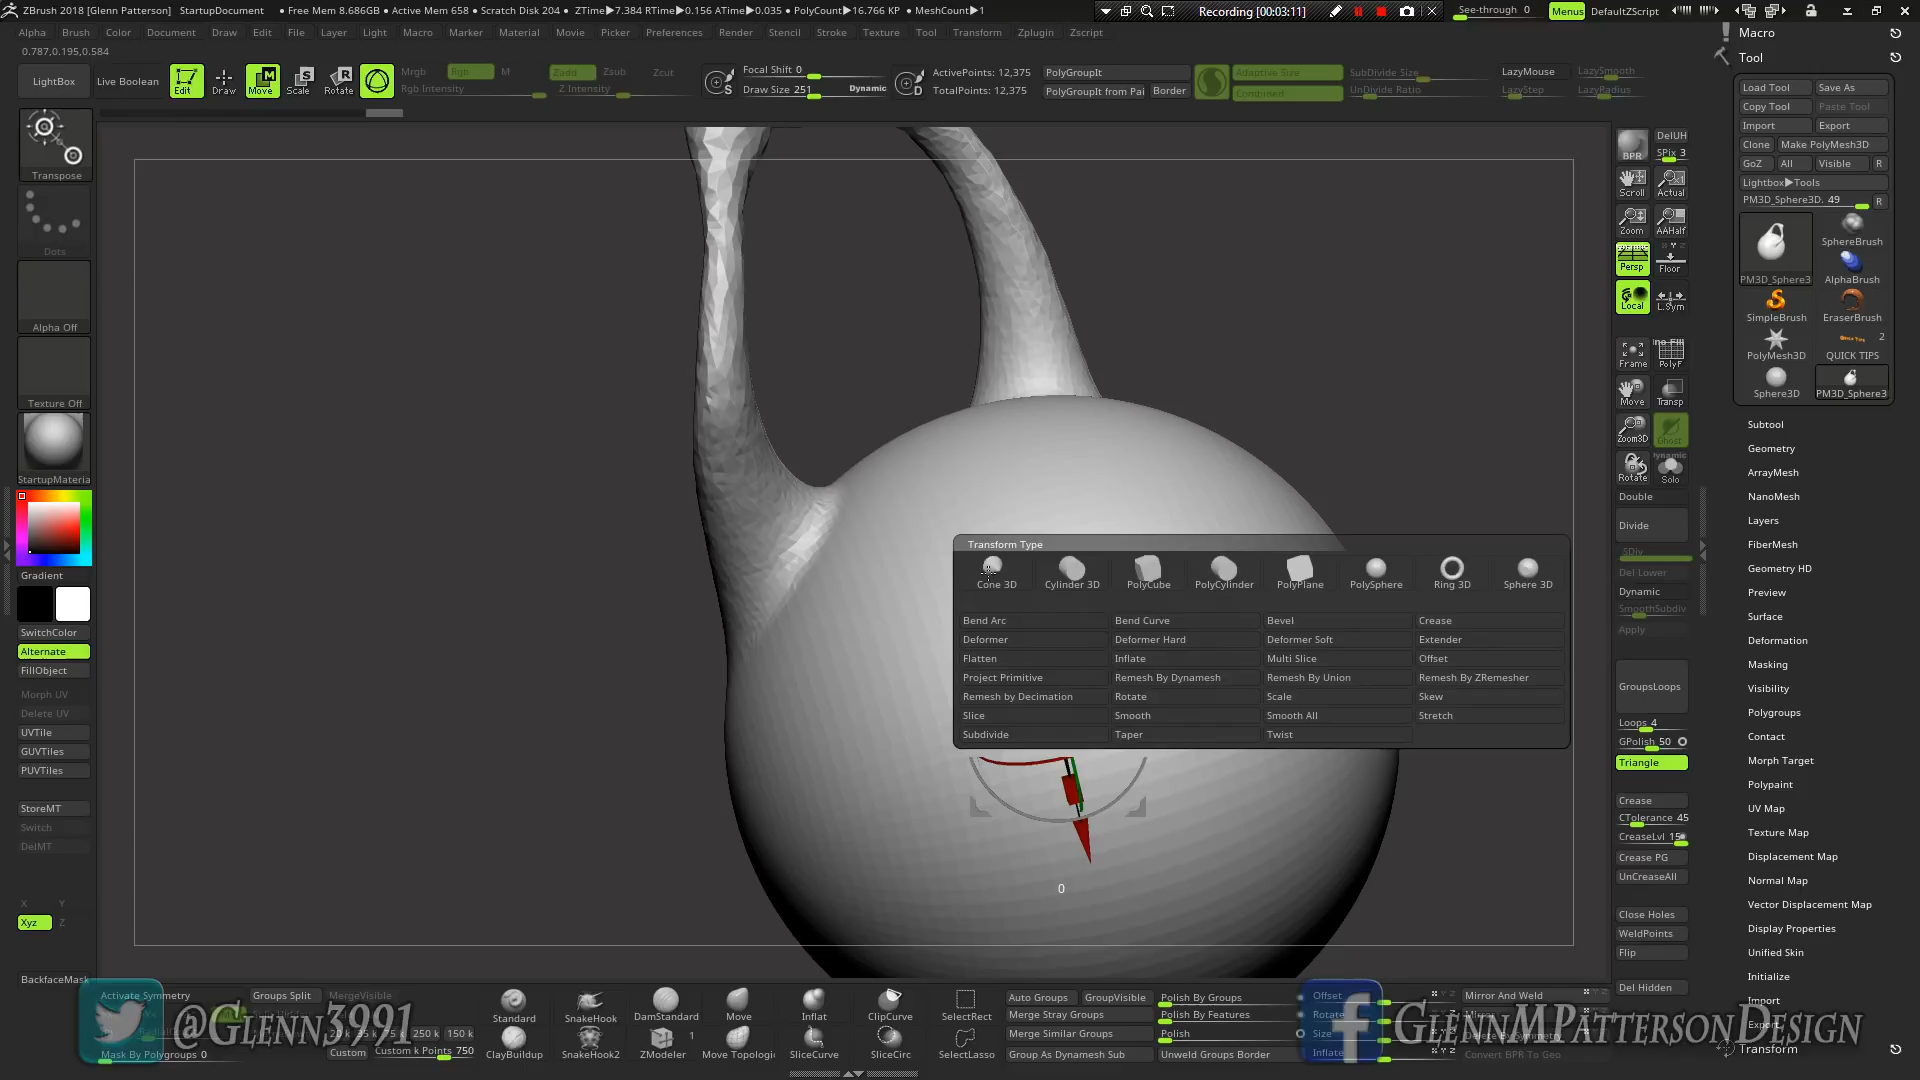 ZBrush 2018 [Glenn Patterson] StartupDocument • Free Mem 8.686GB • Active Mem 658 • Scratch Disk 204 • ZTime▶7.384 RTime▶0.156 ATime▶0.035 • PolyCount▶16.766 KP • MeshCount▶1 Recording [00:03:11] See-through 0 Menus DefaultZScript
Alpha Brush Color Document Draw Edit File Layer Light Macro Marker Material Movie Picker Preferences Render Stencil Stroke Texture Tool Transform Zplugin Zscript
0.787,0.195,0.584
LightBox Live Boolean Edit Draw Move Scale Rotate
Mrgb Rgb M Zadd Zsub Zcut
Rgb Intensity Z Intensity
Focal Shift 0
Draw Size 251 Dynamic
ActivePoints: 12,375
TotalPoints: 12,375
PolyGroupIt
PolyGroupIt from Pai Border
Adaptive Size SubDivide Size
Combined UnDivide Ratio
LazyMouse LazySmooth
LazyStep LazyRadius
Transpose
Dots
Alpha Off
Texture Off
StartupMateria
Gradient
SwitchColor
Alternate
FillObject
Morph UV
Delete UV
UVTile
GUVTiles
PUVTiles
StoreMT
Switch
DelMT
X Y
Xyz Z
BackfaceMask
Transform Type
Cone 3D Cylinder 3D PolyCube PolyCylinder PolyPlane PolySphere Ring 3D Sphere 3D
Bend Arc Bend Curve Bevel Crease
Deformer Deformer Hard Deformer Soft Extender
Flatten Inflate Multi Slice Offset
Project Primitive Remesh By Dynamesh Remesh By Union Remesh By ZRemesher
Remesh by Decimation Rotate Scale Skew
Slice Smooth Smooth All Stretch
Subdivide Taper Twist
0
BPR DelUH
SPix 3
Scroll Actual
Zoom AAHalf
Persp Floor
Local L.Sym
Frame PolyF
Move Transp
Zoom3D Ghost
Dynamic
Rotate Solo
Double
Divide
SDiv
Del Lower
Dynamic
SmoothSubdiv
Apply
GroupsLoops
Loops 4
GPolish 50
Triangle
Crease
CTolerance 45
CreaseLvl 15
Crease PG
UnCreaseAll
Close Holes
WeldPoints
Flip
Del Hidden
Macro
Tool
Load Tool Save As
Copy Tool Paste Tool
Import Export
Clone Make PolyMesh3D
GoZ All Visible R
Lightbox▶Tools
PM3D_Sphere3D. 49 R
PM3D_Sphere3 SphereBrush
AlphaBrush
SimpleBrush EraserBrush
2
PolyMesh3D QUICK TIPS
Sphere3D PM3D_Sphere3
Subtool
Geometry
ArrayMesh
NanoMesh
Layers
FiberMesh
Geometry HD
Preview
Surface
Deformation
Masking
Visibility
Polygroups
Contact
Morph Target
Polypaint
UV Map
Texture Map
Displacement Map
Normal Map
Vector Displacement Map
Display Properties
Unified Skin
Initialize
Import
Export
Transform
Activate Symmetry Groups Split MergeVisible
@Glenn3991
20 k 35 k 75 k 250 k 150 k
Custom Custom k Points 750
Mask By Polygroups 0
Standard SnakeHook DamStandard Move Inflat ClipCurve SelectRect
1
ClayBuildup SnakeHook2 ZModeler Move Topologi SliceCurve SliceCirc SelectLasso
Auto Groups GroupVisible Polish By Groups Offset Mirror And Weld
Merge Stray Groups Polish By Features Rotate Mirror
Merge Similar Groups Polish Size Delete By Symmetry
Group As Dynamesh Sub Unweld Groups Border Inflate Convert BPR To Geo
GlennMPattersonDesign